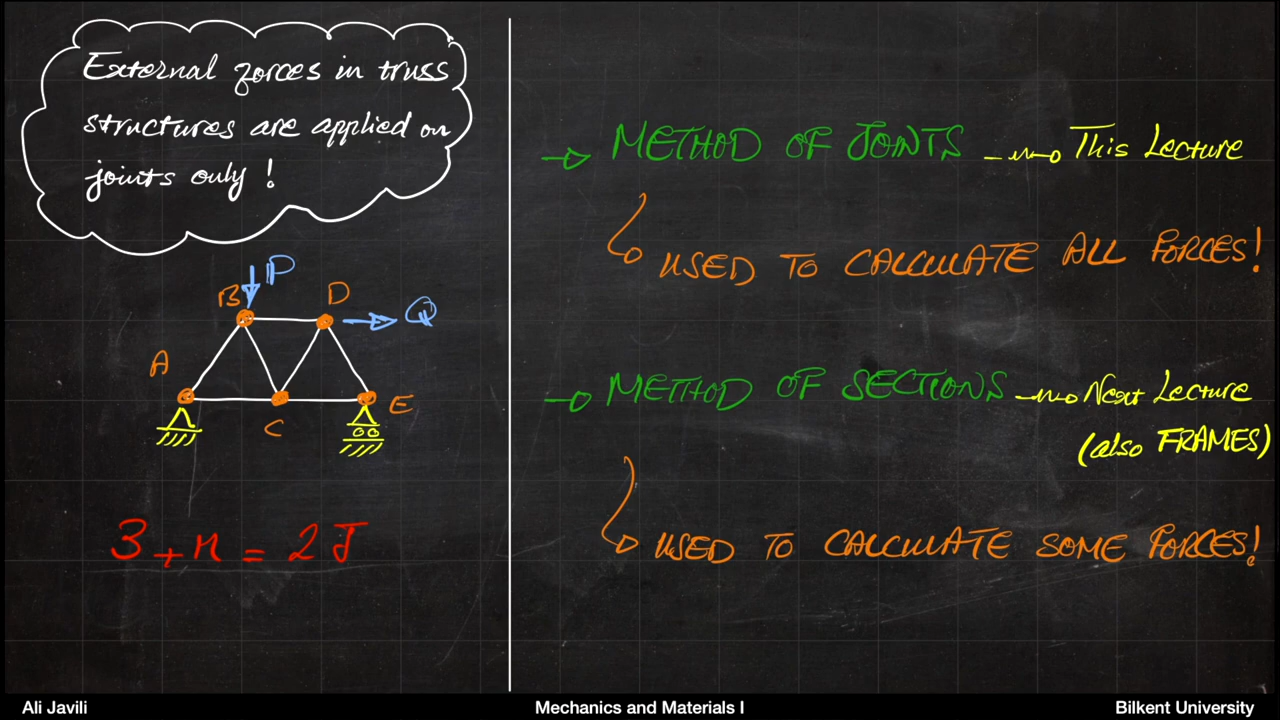 External forces in truss
structures are applied on
joints only !
P
B
D
Q
A
E
C
3 + n = 2 J
METHOD OF JOINTS
This Lecture
USED TO CALCULATE ALL FORCES!
METHOD OF SECTIONS
Next Lecture
(also FRAMES)
USED TO CALCULATE SOME FORCES!
Ali Javili
Mechanics and Materials I
Bilkent University